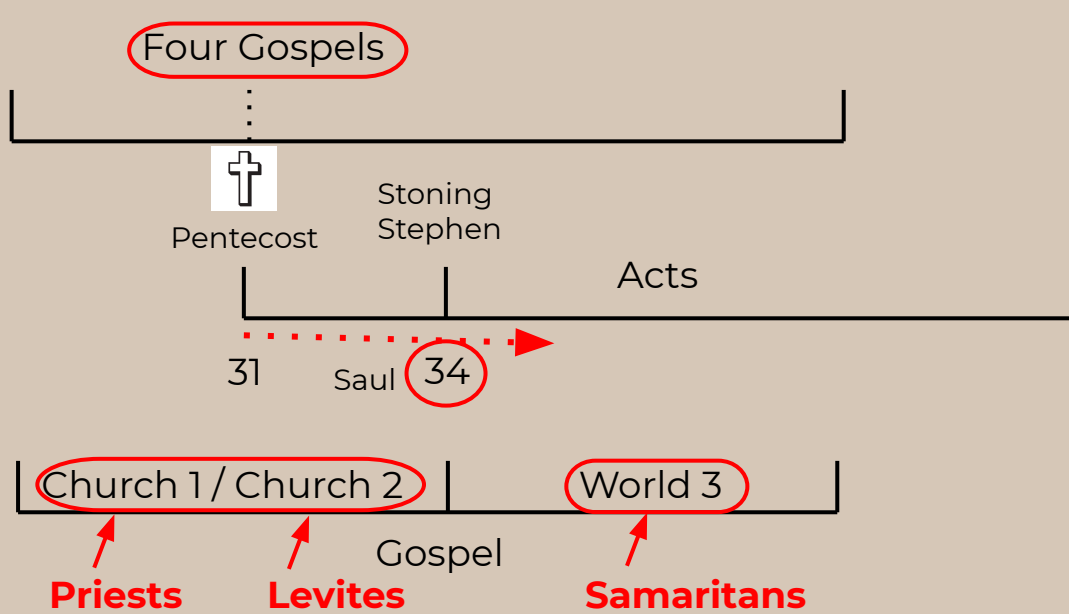 Four Gospels
Pentecost
Stoning
Stephen
Acts
31
Saul
34
Church 1 / Church 2
World 3
Gospel
Priests
Levites
Samaritans